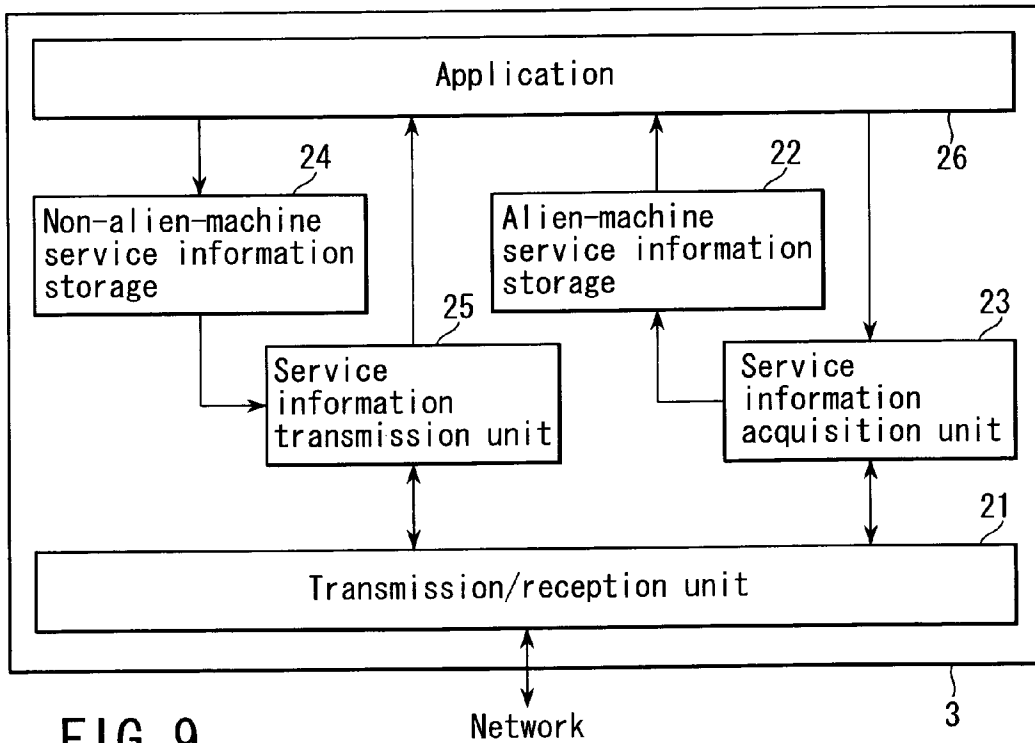 Application
26
24
22
Non-alien-machine
service information
storage
Alien-machine
service information
storage
25
23
Service
information
transmission unit
Service
information
acquisition unit
21
Transmission/reception unit
Network
3
FIG. 9